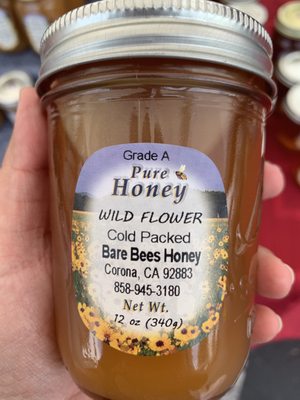 Grade A
Pure
Honey
WILD FLOWER
Cold Packed
Bare Bees Honey
Corona, CA 92883
858-945-3180
Net Wt.
12 oz (340g)